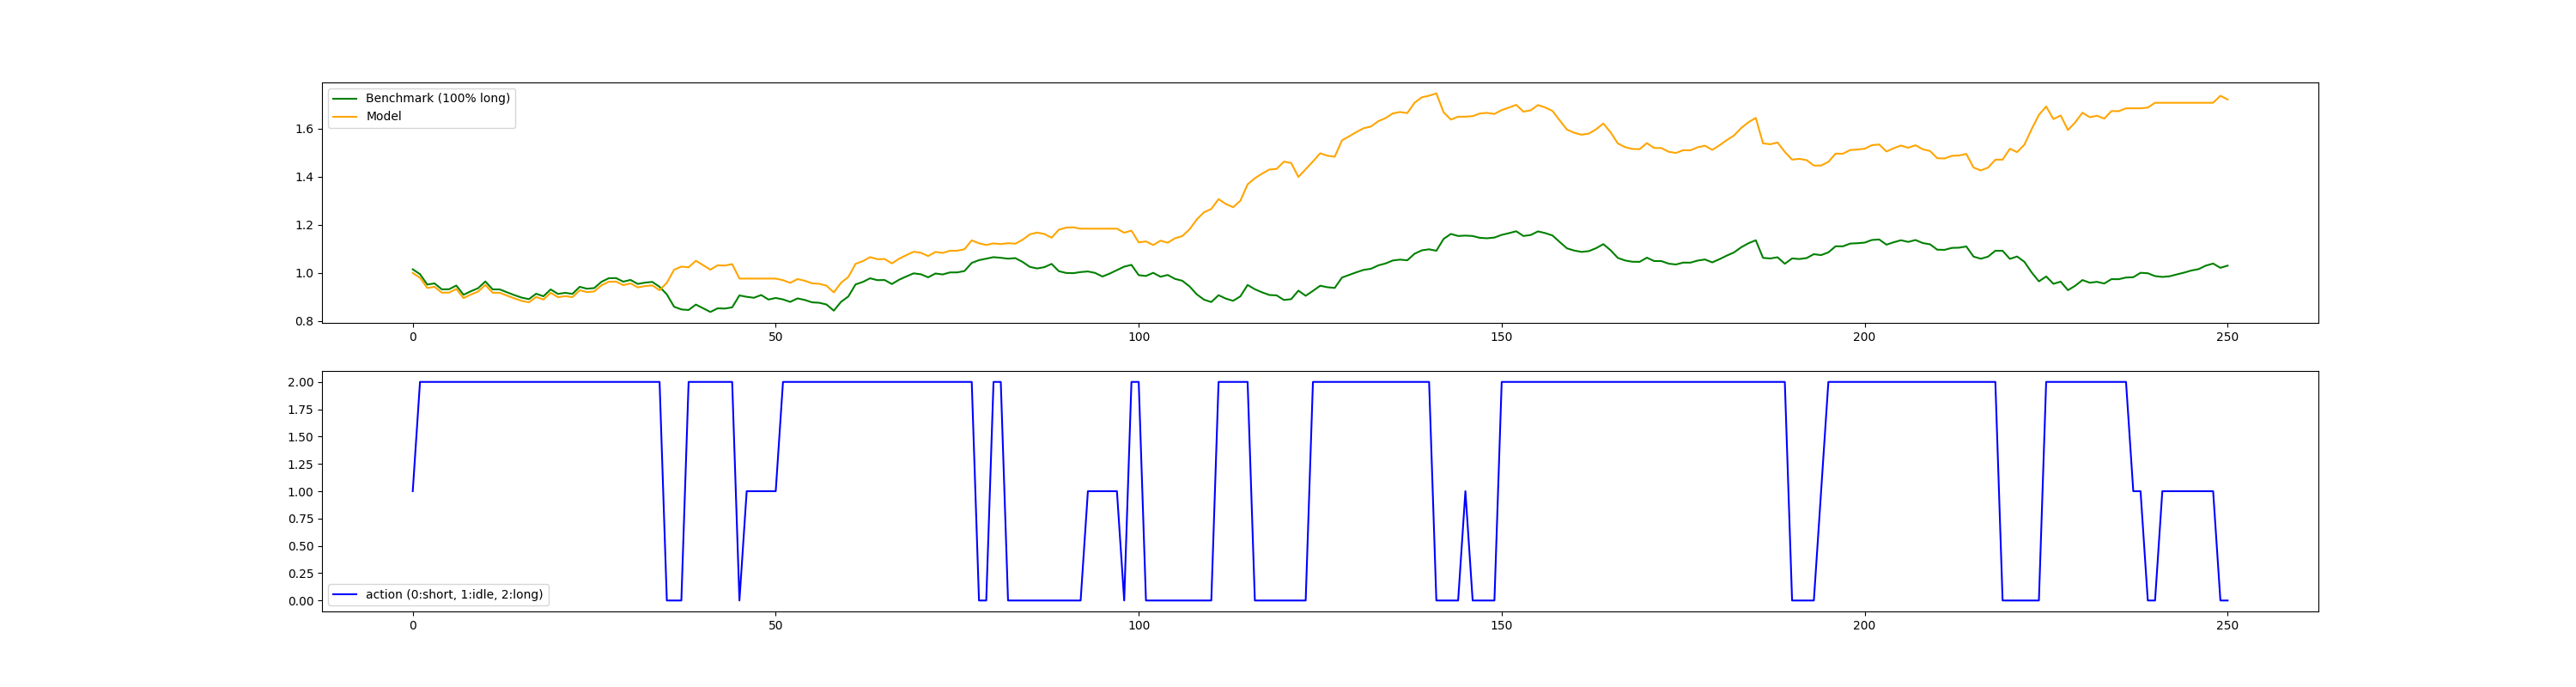 Benchmark (100% long)
Model
1.6
1.4
1.2
1.0
0.8
0 50 100 150 200 250
2.00
1.75
1.50
1.25
1.00
0.75
0.50
0.25
0.00
action (0:short, 1:idle, 2:long)
0 50 100 150 200 250